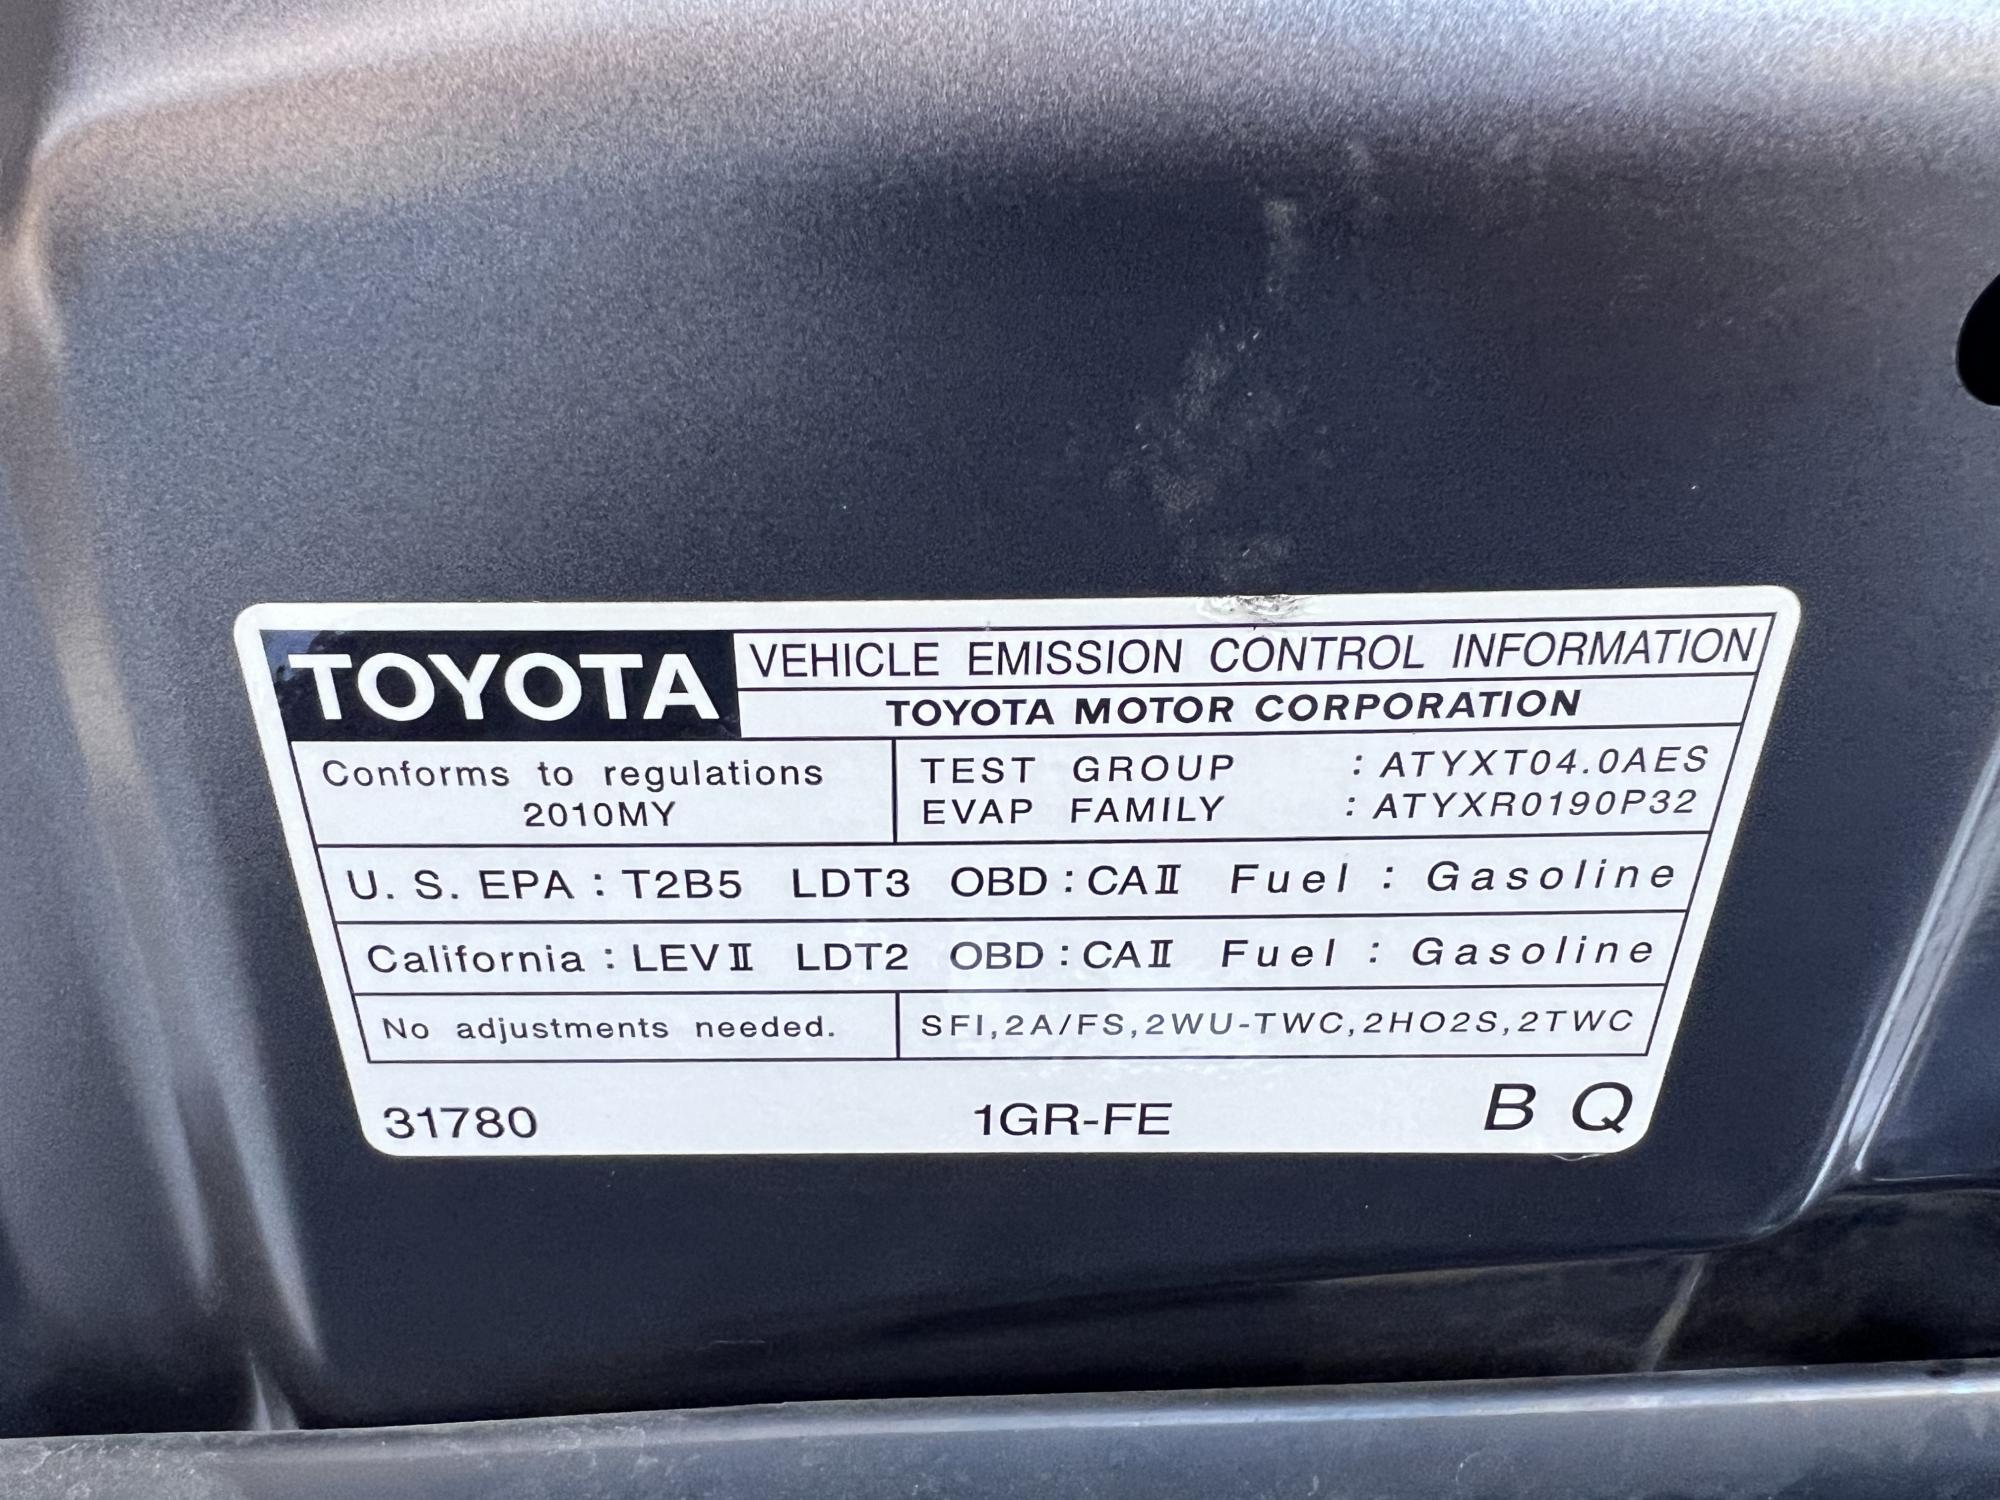 TOYOTA
VEHICLE EMISSION CONTROL INFORMATION
TOYOTA MOTOR CORPORATION
Conforms to regulations
2010MY
TEST GROUP : ATYXT04.0AES
EVAP FAMILY : ATYXR0190P32
U. S. EPA : T2B5 LDT3 OBD : CAⅡ Fuel : Gasoline
California : LEVⅡ LDT2 OBD : CAⅡ Fuel : Gasoline
No adjustments needed.
SFI,2A/FS,2WU-TWC,2HO2S,2TWC
31780 1GR-FE B Q